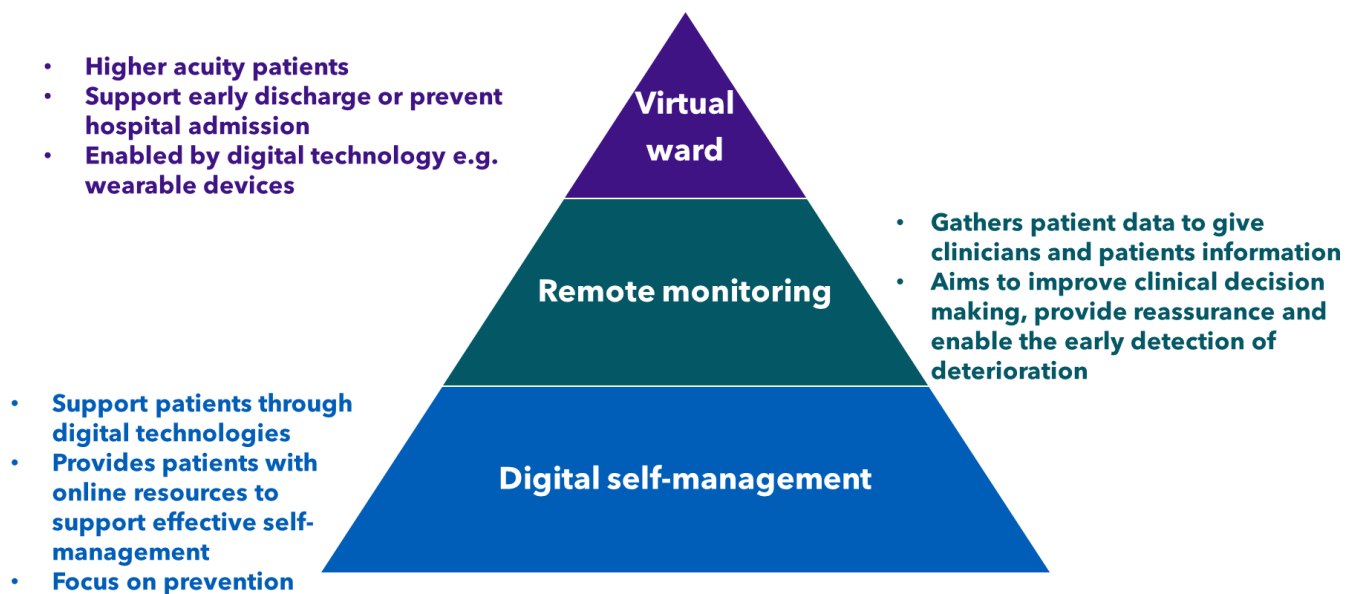 • Higher acuity patients
• Support early discharge or prevent
hospital admission
• Enabled by digital technology e.g.
wearable devices
Virtual
ward
• Gathers patient data to give
clinicians and patients information
• Aims to improve clinical decision
making, provide reassurance and
enable the early detection of
deterioration
Remote monitoring
• Support patients through
digital technologies
• Provides patients with
online resources to
support effective self-
management
• Focus on prevention
Digital self-management